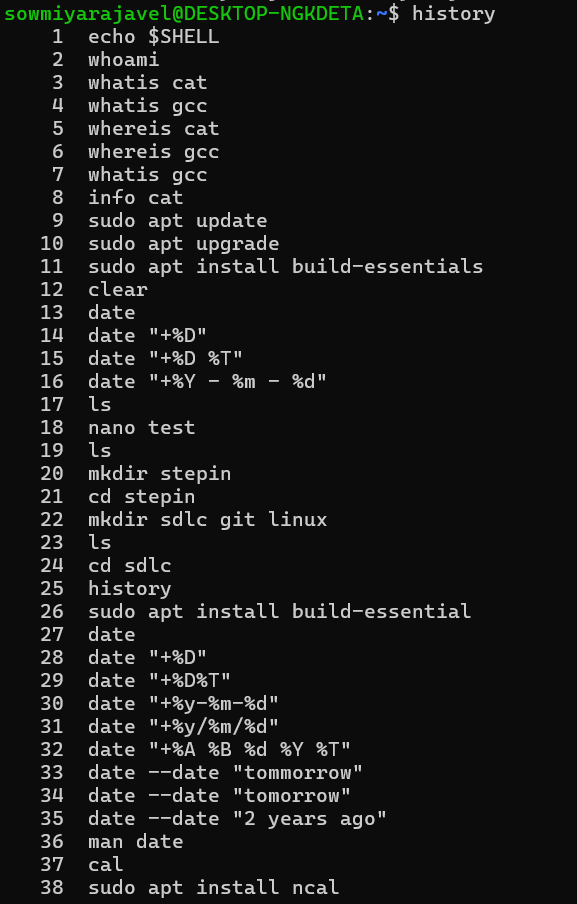 sowmiyarajavel@DESKTOP-NGKDETA:~$ history
1 echo $SHELL
2 whoami
3 whatis cat
4 whatis gcc
5 whereis cat
6 whereis gcc
7 whatis gcc
8 info cat
9 sudo apt update
10 sudo apt upgrade
11 sudo apt install build-essentials
12 clear
13 date
14 date "+%D"
15 date "+%D %T"
16 date "+%Y - %m - %d"
17 ls
18 nano test
19 ls
20 mkdir stepin
21 cd stepin
22 mkdir sdlc git linux
23 ls
24 cd sdlc
25 history
26 sudo apt install build-essential
27 date
28 date "+%D"
29 date "+%D%T"
30 date "+%y-%m-%d"
31 date "+%y/%m/%d"
32 date "+%A %B %d %Y %T"
33 date --date "tommorrow"
34 date --date "tomorrow"
35 date --date "2 years ago"
36 man date
37 cal
38 sudo apt install ncal